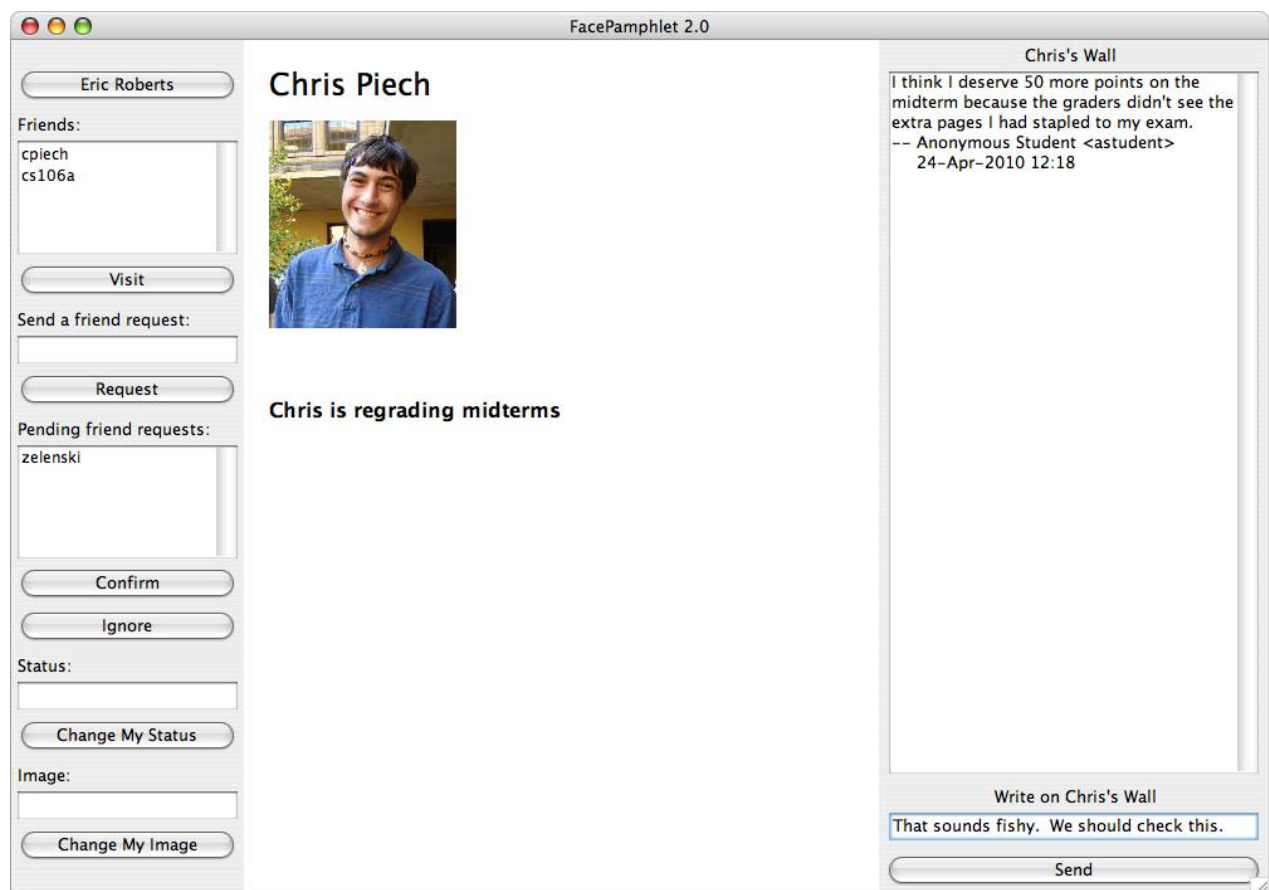 FacePamphlet 2.0
Eric Roberts
Friends:
cpiech
cs106a
Visit
Send a friend request:
Request
Pending friend requests:
zelenski
Confirm
Ignore
Status:
Change My Status
Image:
Change My Image
Chris Piech
Chris is regrading midterms
Chris's Wall
I think I deserve 50 more points on the
midterm because the graders didn't see the
extra pages I had stapled to my exam.
-- Anonymous Student <astudent>
24-Apr-2010 12:18
Write on Chris's Wall
That sounds fishy.  We should check this.
Send